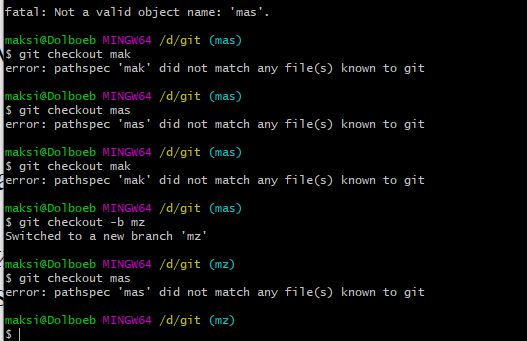 fatal: Not a valid object name: 'mas'.
maksi@Dolboeb MINGW64 /d/git (mas)
$ git checkout mak
error: pathspec 'mak' did not match any file(s) known to git
maksi@Dolboeb MINGW64 /d/git (mas)
$ git checkout mas
error: pathspec 'mas' did not match any file(s) known to git
maksi@Dolboeb MINGW64 /d/git (mas)
$ git checkout mak
error: pathspec 'mak' did not match any file(s) known to git
maksi@Dolboeb MINGW64 /d/git (mas)
$ git checkout -b mz
Switched to a new branch 'mz'
maksi@Dolboeb MINGW64 /d/git (mz)
$ git checkout mas
error: pathspec 'mas' did not match any file(s) known to git
maksi@Dolboeb MINGW64 /d/git (mz)
$